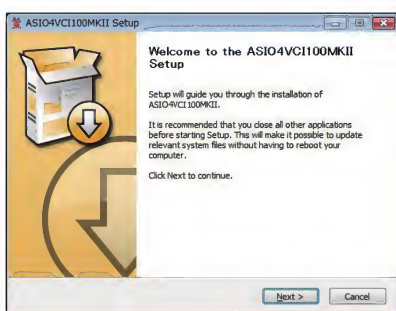 ASIO4VCI100MKII Setup
Welcome to the ASIO4VCI100MKII
Setup
Setup will guide you through the installation of
ASIO4VCI100MKII.
It is recommended that you close all other applications
before starting Setup. This will make it possible to update
relevant system files without having to reboot your
computer.
Click Next to continue.
Next >
Cancel